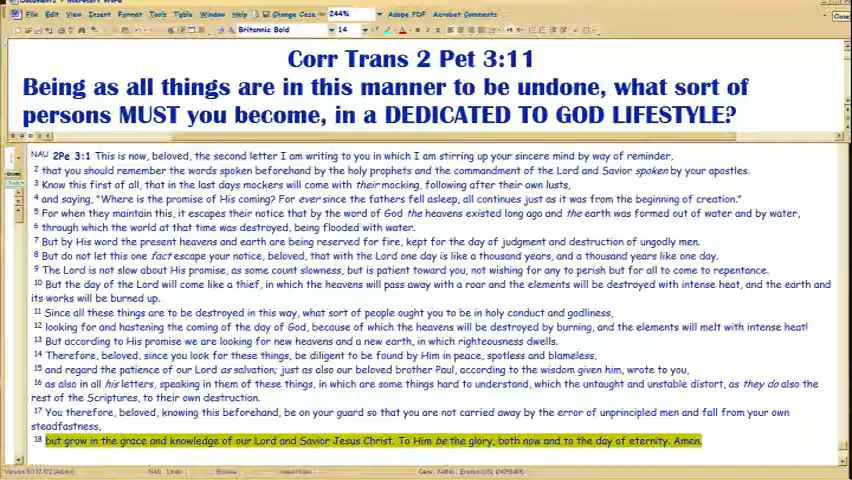 File Edit View Insert Format Tools Table Window Help Change Case 244% Adobe PDF Acrobat Comments
Britannic Bold 14
Corr Trans 2 Pet 3:11
Being as all things are in this manner to be undone, what sort of
persons MUST you become, in a DEDICATED TO GOD LIFESTYLE?
NAU 2Pe 3:1 This is now, beloved, the second letter I am writing to you in which I am stirring up your sincere mind by way of reminder,
2 that you should remember the words spoken beforehand by the holy prophets and the commandment of the Lord and Savior spoken by your apostles.
3 Know this first of all, that in the last days mockers will come with their mocking, following after their own lusts,
4 and saying, "Where is the promise of His coming? For ever since the fathers fell asleep, all continues just as it was from the beginning of creation."
5 For when they maintain this, it escapes their notice that by the word of God the heavens existed long ago and the earth was formed out of water and by water,
6 through which the world at that time was destroyed, being flooded with water.
7 But by His word the present heavens and earth are being reserved for fire, kept for the day of judgment and destruction of ungodly men.
8 But do not let this one fact escape your notice, beloved, that with the Lord one day is like a thousand years, and a thousand years like one day.
9 The Lord is not slow about His promise, as some count slowness, but is patient toward you, not wishing for any to perish but for all to come to repentance.
10 But the day of the Lord will come like a thief, in which the heavens will pass away with a roar and the elements will be destroyed with intense heat, and the earth and
its works will be burned up.
11 Since all these things are to be destroyed in this way, what sort of people ought you to be in holy conduct and godliness,
12 looking for and hastening the coming of the day of God, because of which the heavens will be destroyed by burning, and the elements will melt with intense heat!
13 But according to His promise we are looking for new heavens and a new earth, in which righteousness dwells.
14 Therefore, beloved, since you look for these things, be diligent to be found by Him in peace, spotless and blameless,
15 and regard the patience of our Lord as salvation; just as also our beloved brother Paul, according to the wisdom given him, wrote to you,
16 as also in all his letters, speaking in them of these things, in which are some things hard to understand, which the untaught and unstable distort, as they do also the
rest of the Scriptures, to their own destruction.
17 You therefore, beloved, knowing this beforehand, be on your guard so that you are not carried away by the error of unprincipled men and fall from your own
steadfastness,
18 but grow in the grace and knowledge of our Lord and Savior Jesus Christ. To Him be the glory, both now and to the day of eternity. Amen.